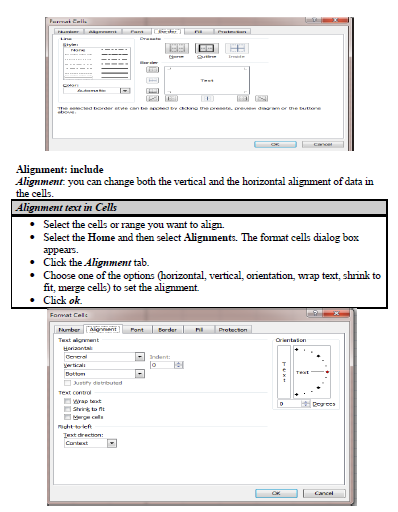 Format Cells
Number Alignment Font Border Fill Protection
Line
Presets
Style:
None
None Outline Inside
Border
Text
Color:
Automatic
The selected border style can be applied by clicking the presets, preview diagram or the buttons
above.
OK Cancel
Alignment: include
Alignment: you can change both the vertical and the horizontal alignment of data in
the cells.
Alignment text in Cells
• Select the cells or range you want to align.
• Select the Home and then select Alignments. The format cells dialog box
appears.
• Click the Alignment tab.
• Choose one of the options (horizontal, vertical, orientation, wrap text, shrink to
fit, merge cells) to set the alignment.
• Click ok.
Format Cells
Number Alignment Font Border Fill Protection
Text alignment
Orientation
Horizontal:
General
Indent:
Vertical:
0
Bottom
Justify distributed
Text
Text
Text control
0 Degrees
Wrap text
Shrink to fit
Merge cells
Right-to-left
Text direction:
Context
OK Cancel